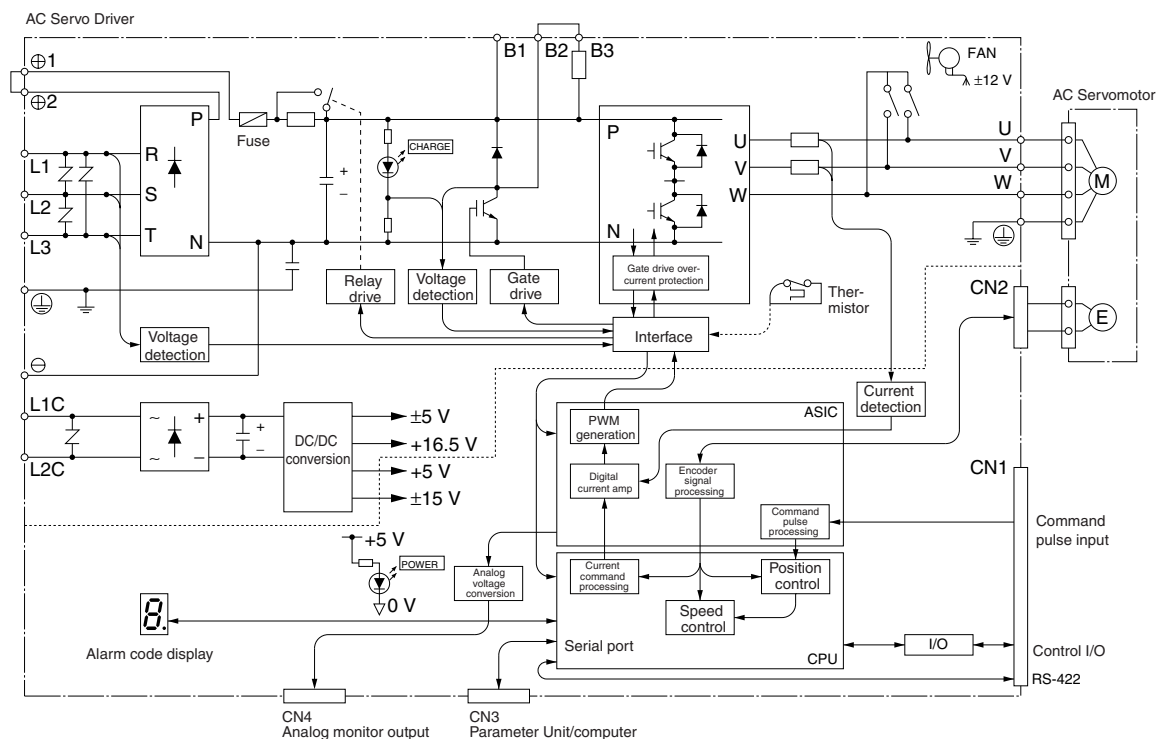 AC Servo Driver
B1 B2 B3
FAN
±12 V
AC Servomotor
⊕1
⊕2
Fuse
CHARGE
P
R
S
T
N
L1
L2
L3
+
–
P
N
U
V
W
U
V
W
M
Gate drive over-
current protection
Relay
drive
Voltage
detection
Gate
drive
Ther-
mistor
CN2
E
Voltage
detection
Interface
⊖
L1C
L2C
~
~
+
–
+
–
DC/DC
conversion
±5 V
+16.5 V
+5 V
±15 V
Current
detection
ASIC
PWM
generation
Digital
current amp
Encoder
signal
processing
Command
pulse
processing
CN1
Command
pulse input
+5 V
POWER
0 V
Analog
voltage
conversion
Current
command
processing
Position
control
Speed
control
8.
Alarm code display
Serial port
CPU
I/O
Control I/O
RS-422
CN4
Analog monitor output
CN3
Parameter Unit/computer